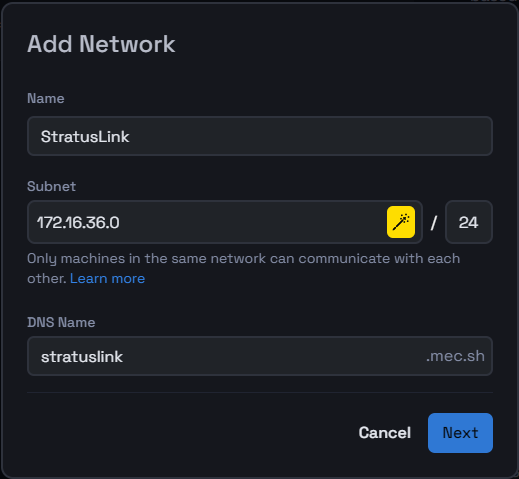 Add Network
Name
StratusLink
Subnet
172.16.36.0 / 24
Only machines in the same network can communicate with each
other. Learn more
DNS Name
stratuslink .mec.sh
Cancel Next